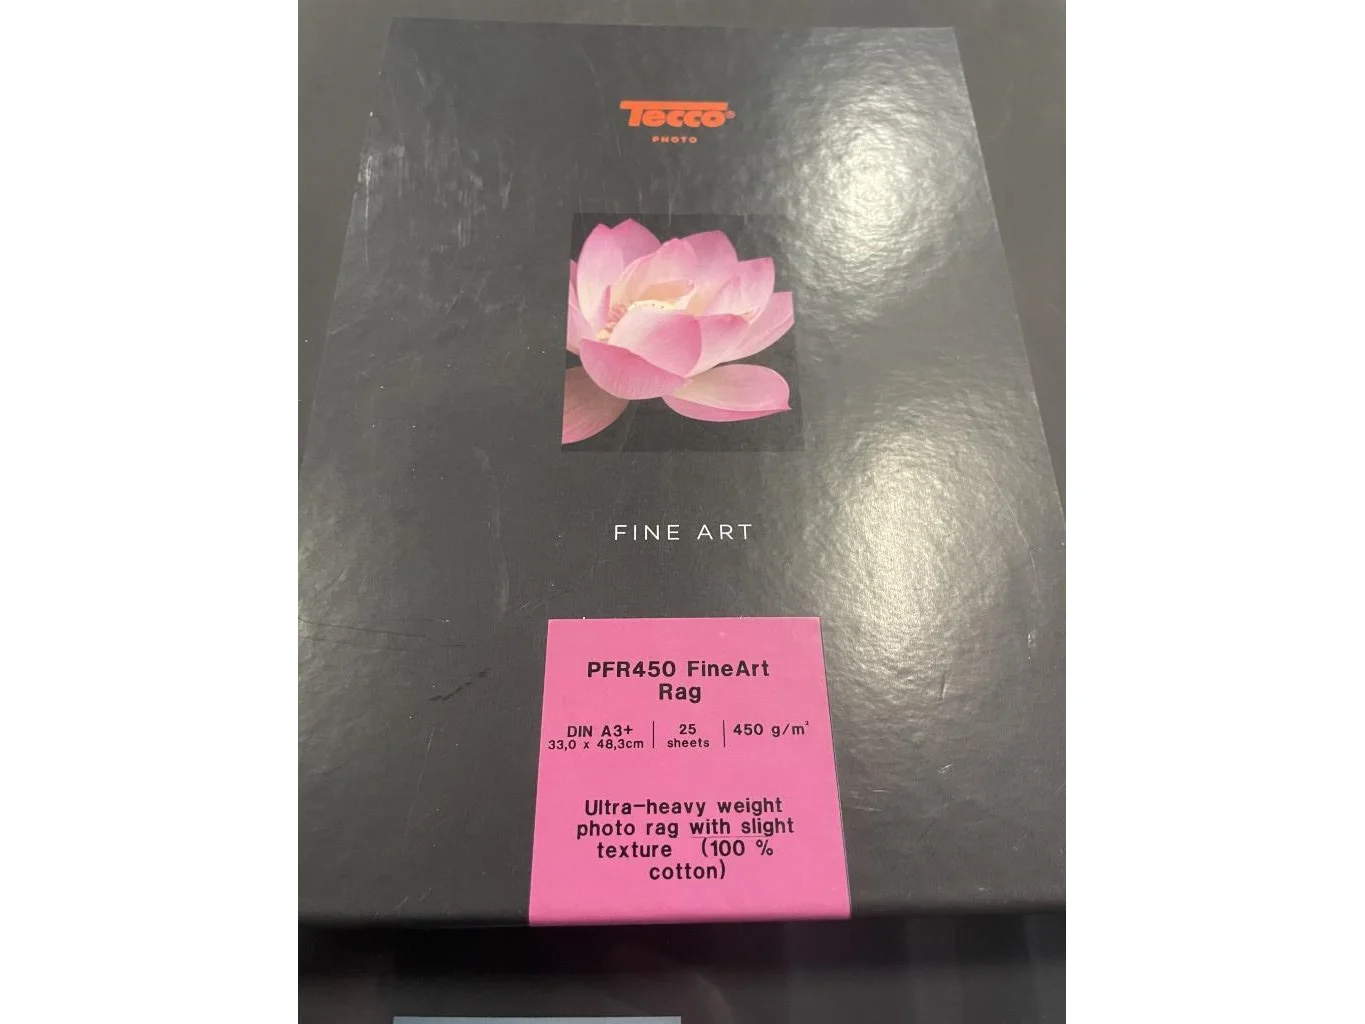 Tecco®
PHOTO
FINE ART
PFR450 FineArt
Rag
DIN A3+
33,0 x 48,3cm
25
sheets
450 g/m²
Ultra-heavy weight
photo rag with slight
texture (100 %
cotton)